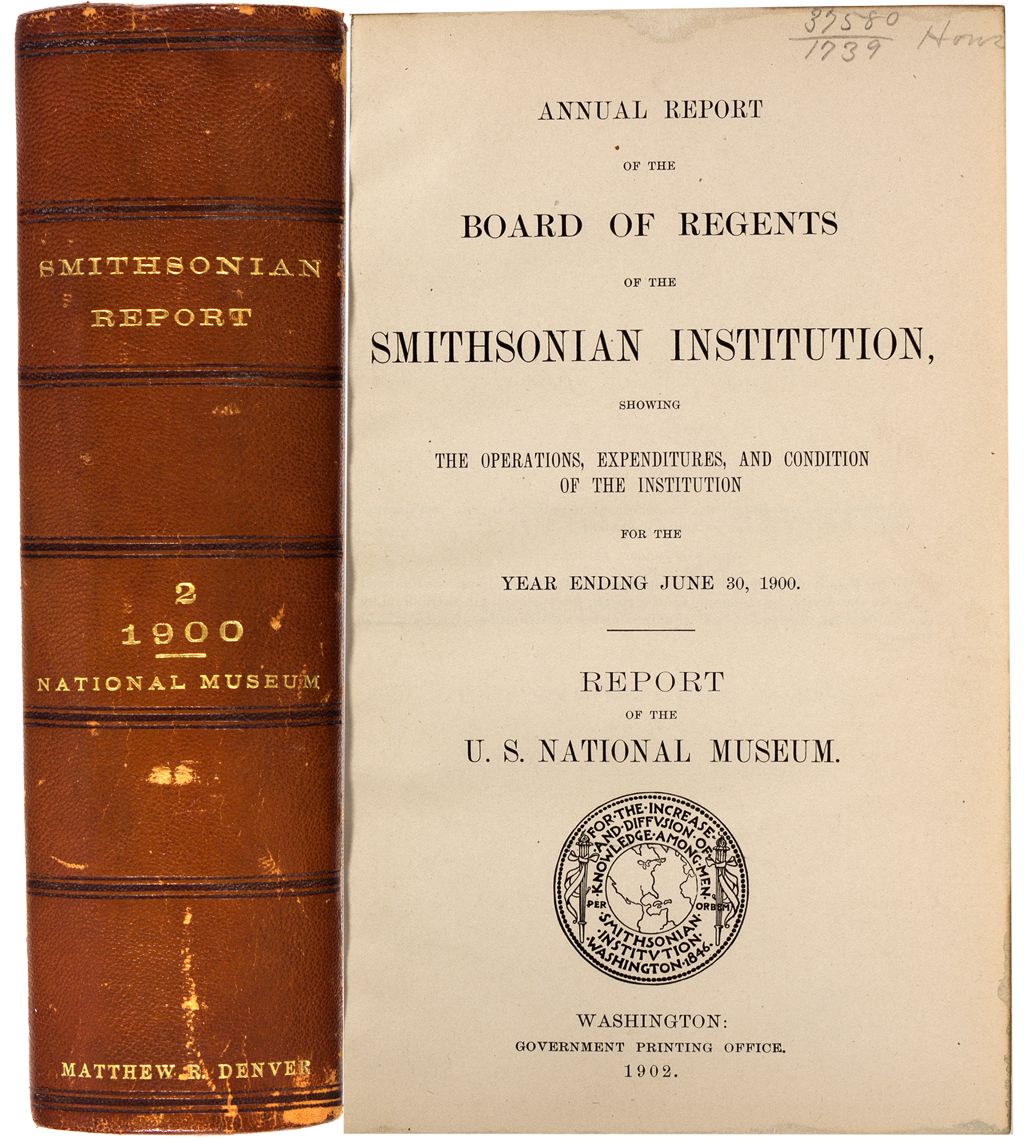 SMITHSONIAN
REPORT
2
1900
NATIONAL MUSEUM
MATTHEW R. DENVER
37580
1739
ANNUAL REPORT
OF THE
BOARD OF REGENTS
OF THE
SMITHSONIAN INSTITUTION,
SHOWING
THE OPERATIONS, EXPENDITURES, AND CONDITION
OF THE INSTITUTION
FOR THE
YEAR ENDING JUNE 30, 1900.
REPORT
OF THE
U. S. NATIONAL MUSEUM.
FOR·THE·INCREASE·
·AND·DIFFVSION·OF·
·KNOWLEDGE·AMONG·MEN·
PER ORBEM
·SMITHSONIAN·
·INSTITVTION·
·WASHINGTON·1846·
WASHINGTON:
GOVERNMENT PRINTING OFFICE.
1902.